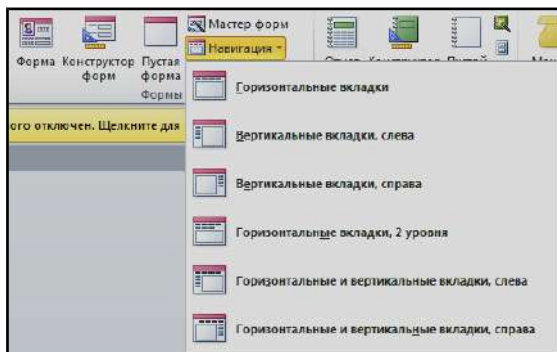 Мастер форм
Навигация
Форма Конструктор форм Пустая форма
Формы
ого отключен. Щелкните для
Горизонтальные вкладки
Вертикальные вкладки, слева
Вертикальные вкладки, справа
Горизонтальные вкладки, 2 уровня
Горизонтальные и вертикальные вкладки, слева
Горизонтальные и вертикальные вкладки, справа